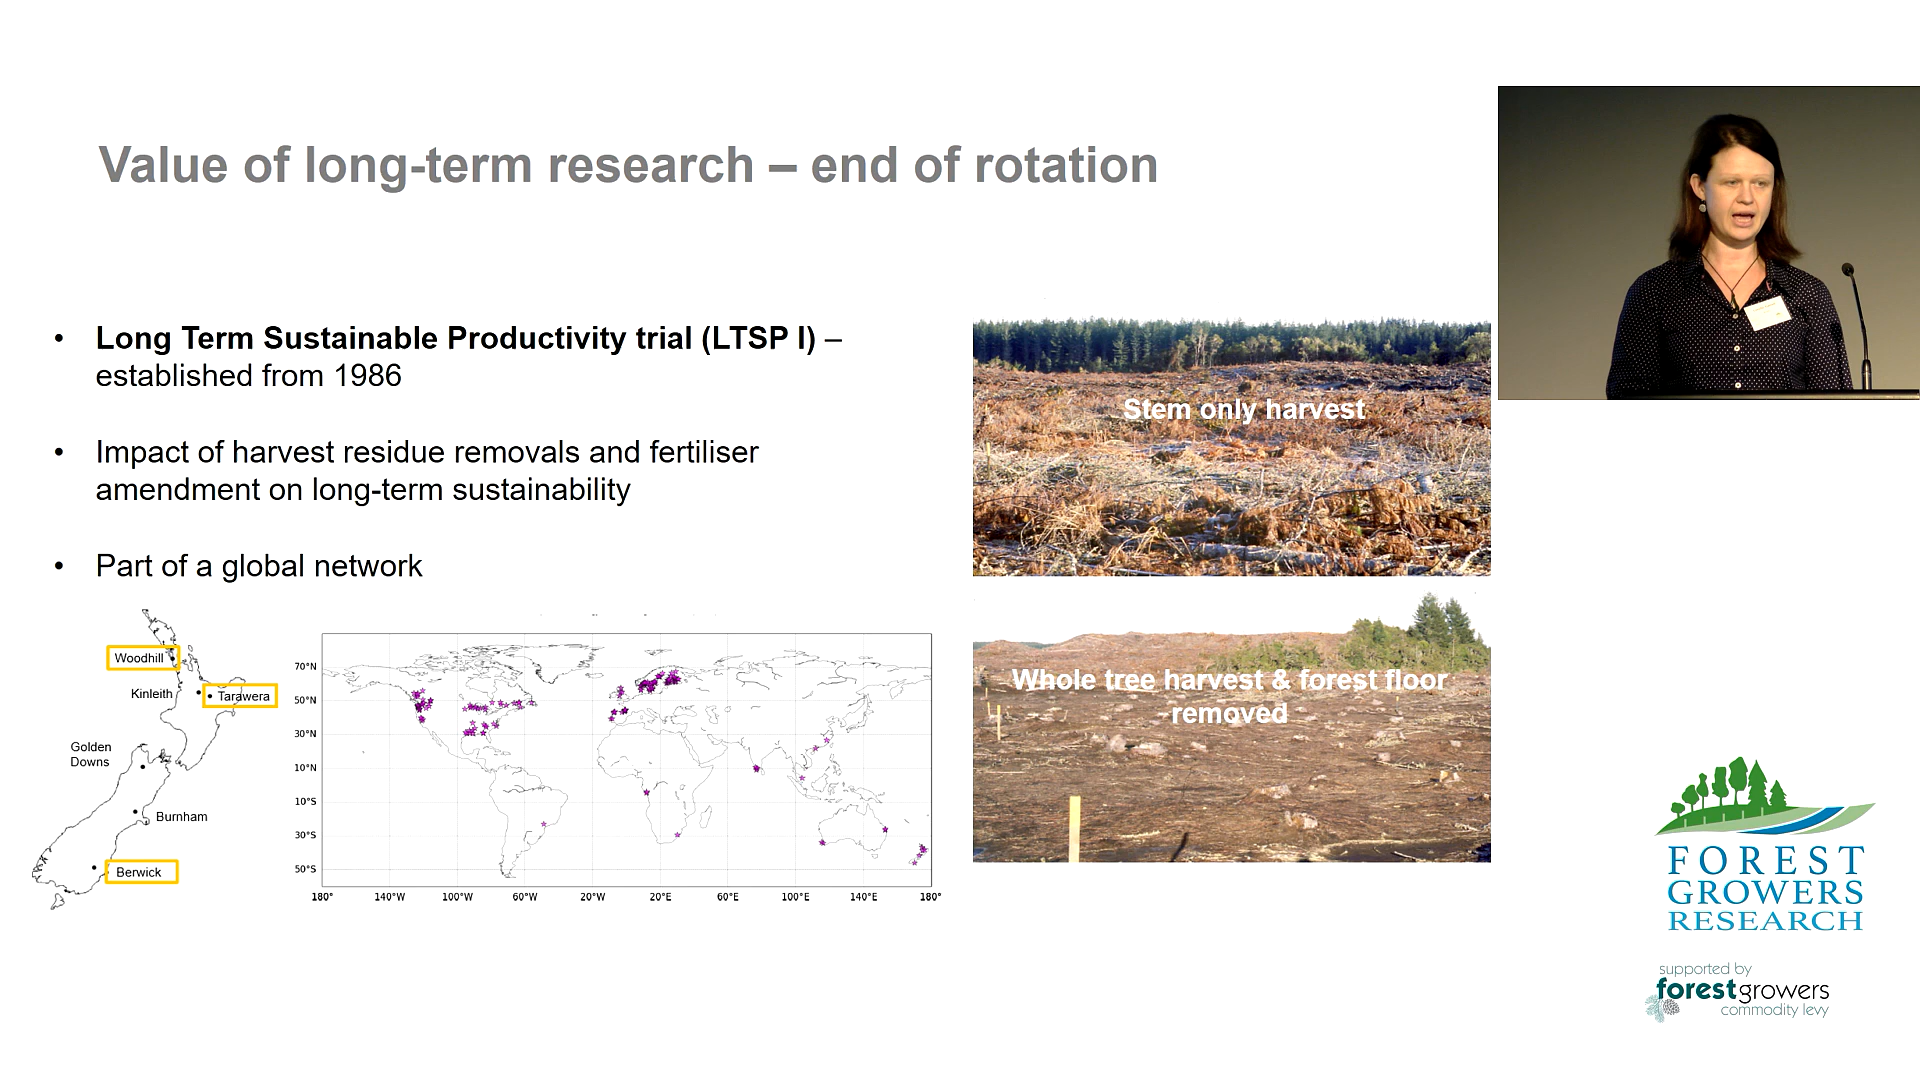 Value of long-term research – end of rotation
• Long Term Sustainable Productivity trial (LTSP I) –
established from 1986
• Impact of harvest residue removals and fertiliser
amendment on long-term sustainability
• Part of a global network
Woodhill
Kinleith
Tarawera
Golden
Downs
Burnham
Berwick
70°N
50°N
30°N
10°N
10°S
30°S
50°S
180° 140°W 100°W 60°W 20°W 20°E 60°E 100°E 140°E 180°
Stem only harvest
Whole tree harvest & forest floor
removed
FOREST
GROWERS
RESEARCH
supported by
forestgrowers
commodity levy